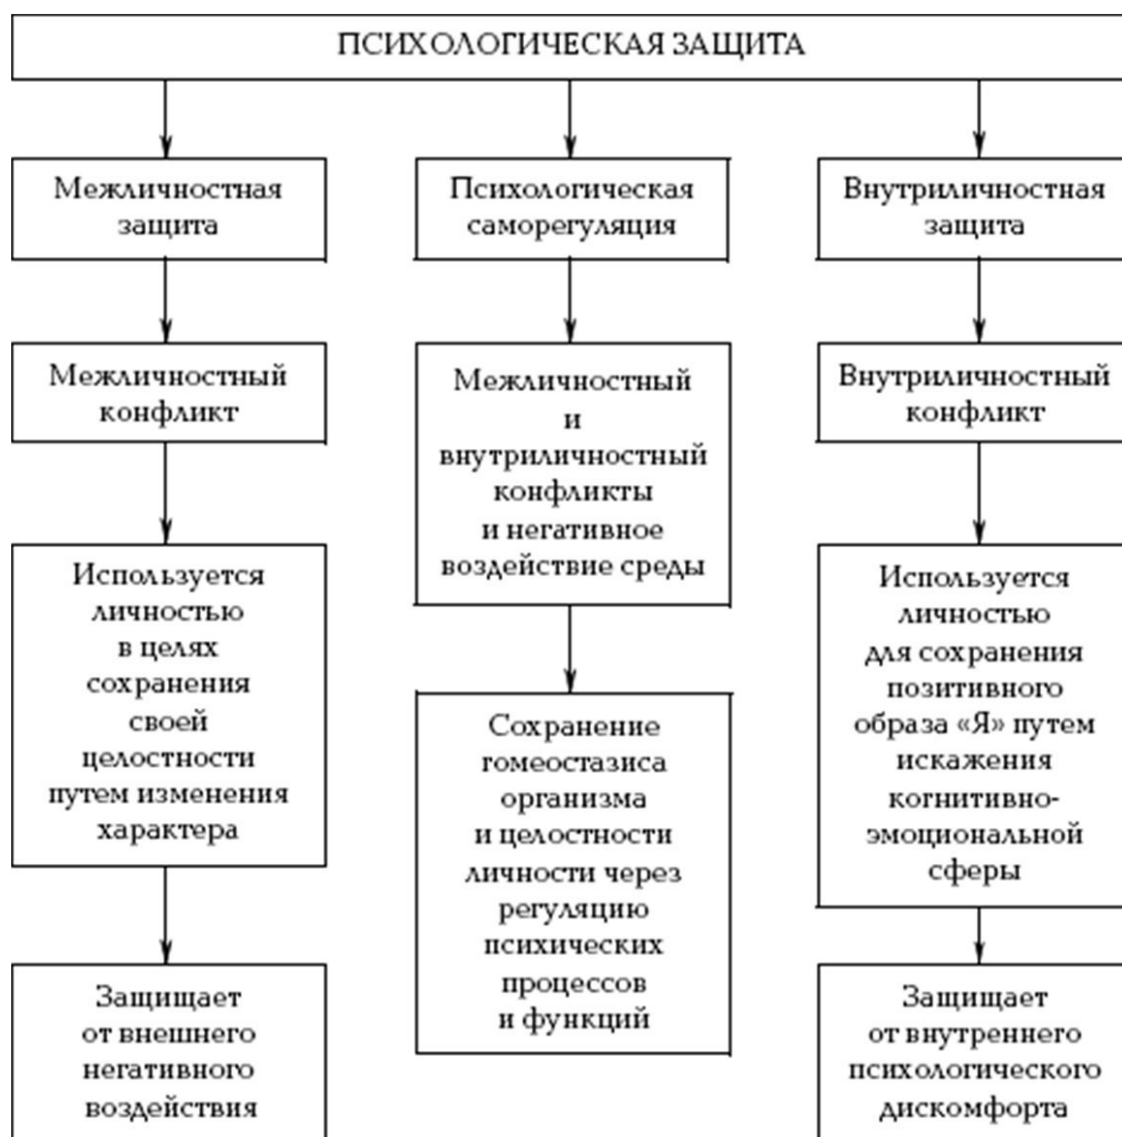 ПСИХОЛОГИЧЕСКАЯ ЗАЩИТА
Межличностная
защита
Межличностный
конфликт
Используется
личностью
в целях
сохранения
своей
целостности
путем изменения
характера
Защищает
от внешнего
негативного
воздействия
Психологическая
саморегуляция
Межличностный
и
внутриличностный
конфликты
и негативное
воздействие среды
Сохранение
гомеостазиса
организма
и целостности
личности через
регуляцию
психических
процессов
и функций
Внутриличностная
защита
Внутриличностный
конфликт
Используется
личностью
для сохранения
позитивного
образа «Я» путем
искажения
когнитивно-
эмоциональной
сферы
Защищает
от внутреннего
психологического
дискомфорта